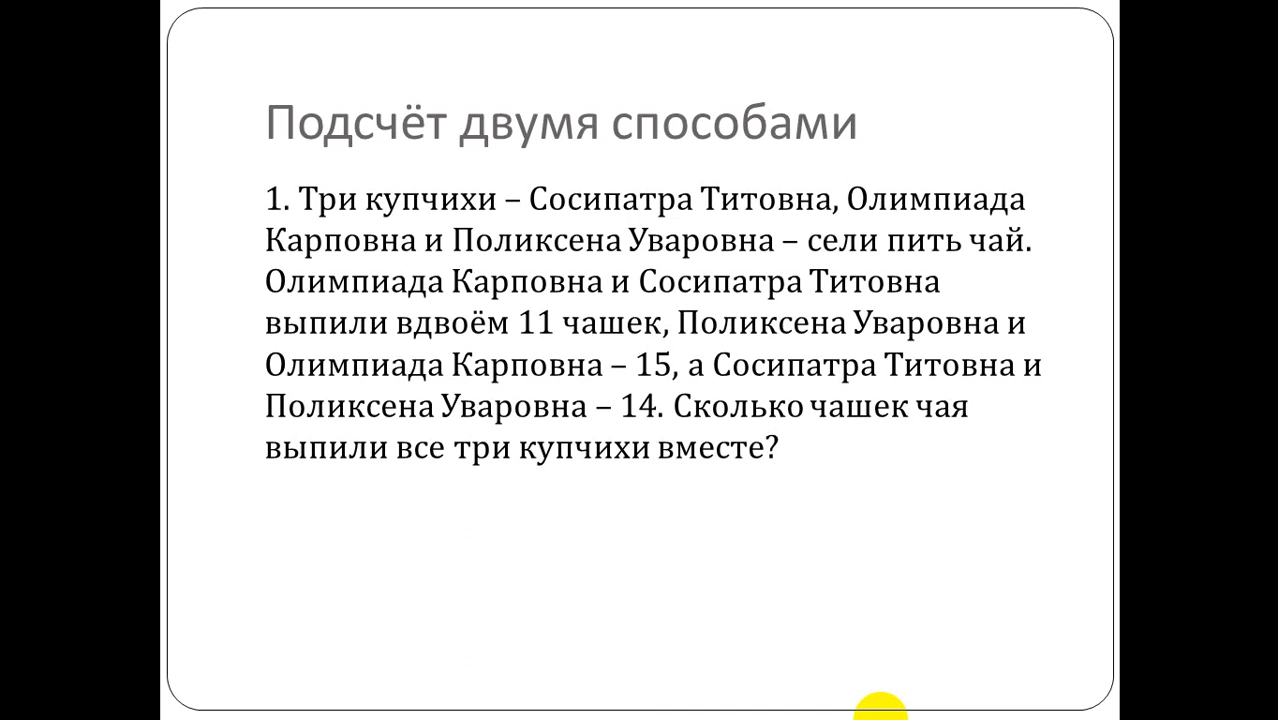 Подсчёт двумя способами
1. Три купчихи – Сосипатра Титовна, Олимпиада
Карповна и Поликсена Уваровна – сели пить чай.
Олимпиада Карповна и Сосипатра Титовна
выпили вдвоём 11 чашек, Поликсена Уваровна и
Олимпиада Карповна – 15, а Сосипатра Титовна и
Поликсена Уваровна – 14. Сколько чашек чая
выпили все три купчихи вместе?